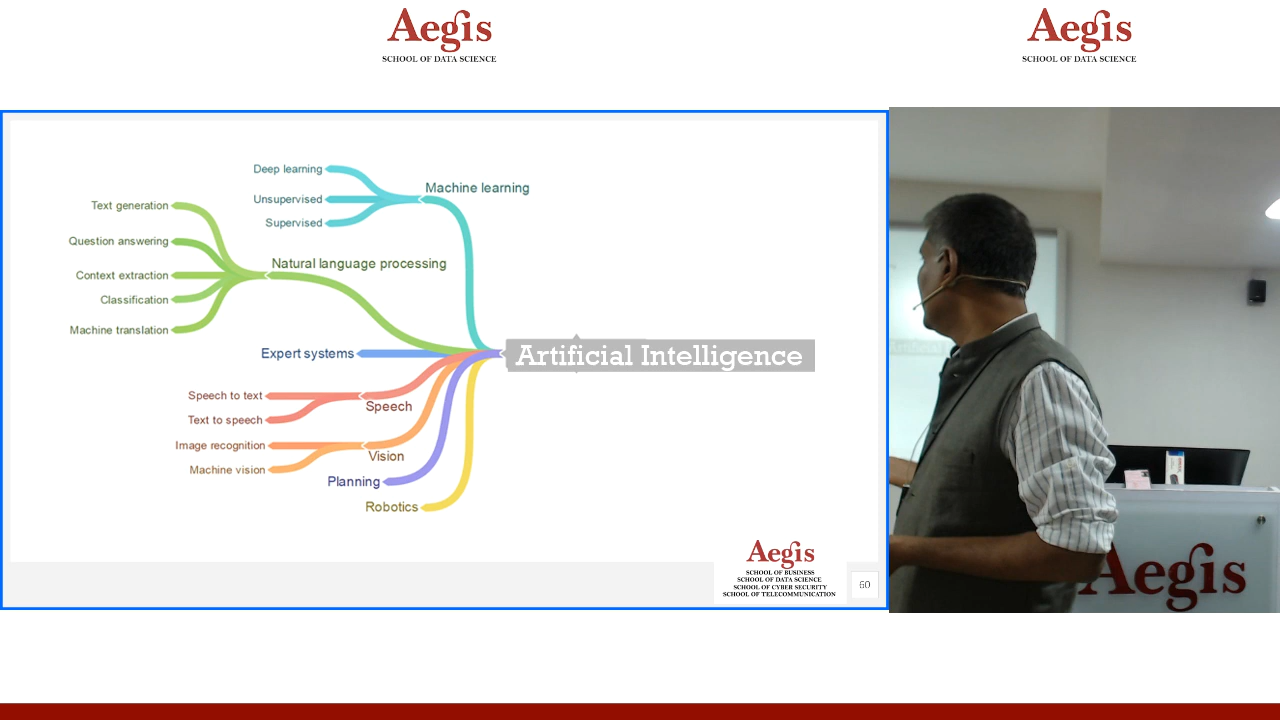 Aegis
SCHOOL OF DATA SCIENCE
Aegis
SCHOOL OF DATA SCIENCE
Deep learning
Machine learning
Unsupervised
Supervised
Text generation
Question answering
Natural language processing
Context extraction
Classification
Machine translation
Expert systems
Artificial Intelligence
Speech to text
Speech
Text to speech
Image recognition
Vision
Machine vision
Planning
Robotics
Aegis
SCHOOL OF BUSINESS
SCHOOL OF DATA SCIENCE
SCHOOL OF CYBER SECURITY
SCHOOL OF TELECOMMUNICATION
60
Artificial
Aegis